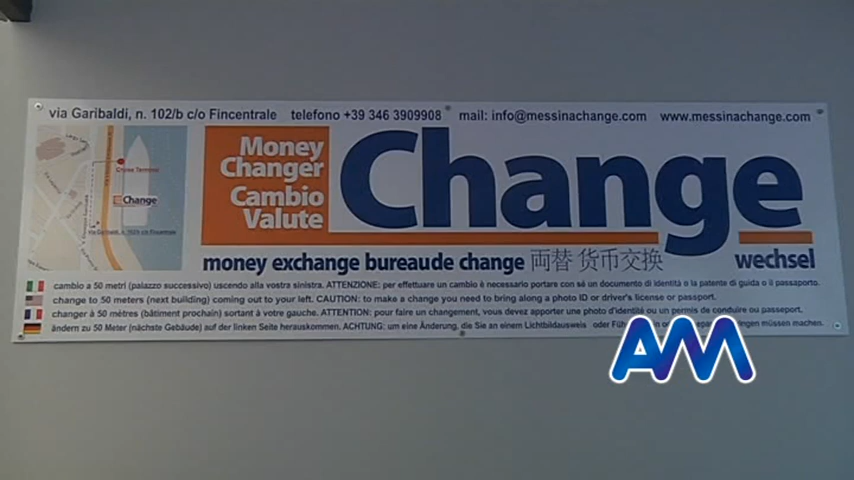 via Garibaldi, n. 102/b c/o Fincentrale telefono +39 346 3909908 mail: info@messinachange.com www.messinachange.com
Money
Changer
Cambio
Valute
Change
Cruise Terminal
Change
money exchange bureaude change 両替 货币交换
wechsel
cambio a 50 metri (palazzo successivo) uscendo alla vostra sinistra. ATTENZIONE: per effettuare un cambio è necessario portare con sé un documento di identità o la patente di guida o il passaporto.
change to 50 meters (next building) coming out to your left. CAUTION: to make a change you need to bring along a photo ID or driver's license or passport.
changer à 50 mètres (bâtiment prochain) sortant à votre gauche. ATTENTION: pour faire un changement, vous devez apporter une photo d'identité ou un permis de conduire ou passeport.
ändern zu 50 Meter (nächste Gebäude) auf der linken Seite herauskommen. ACHTUNG: um eine Änderung, die Sie an einem Lichtbildausweis oder müssen machen.
AM